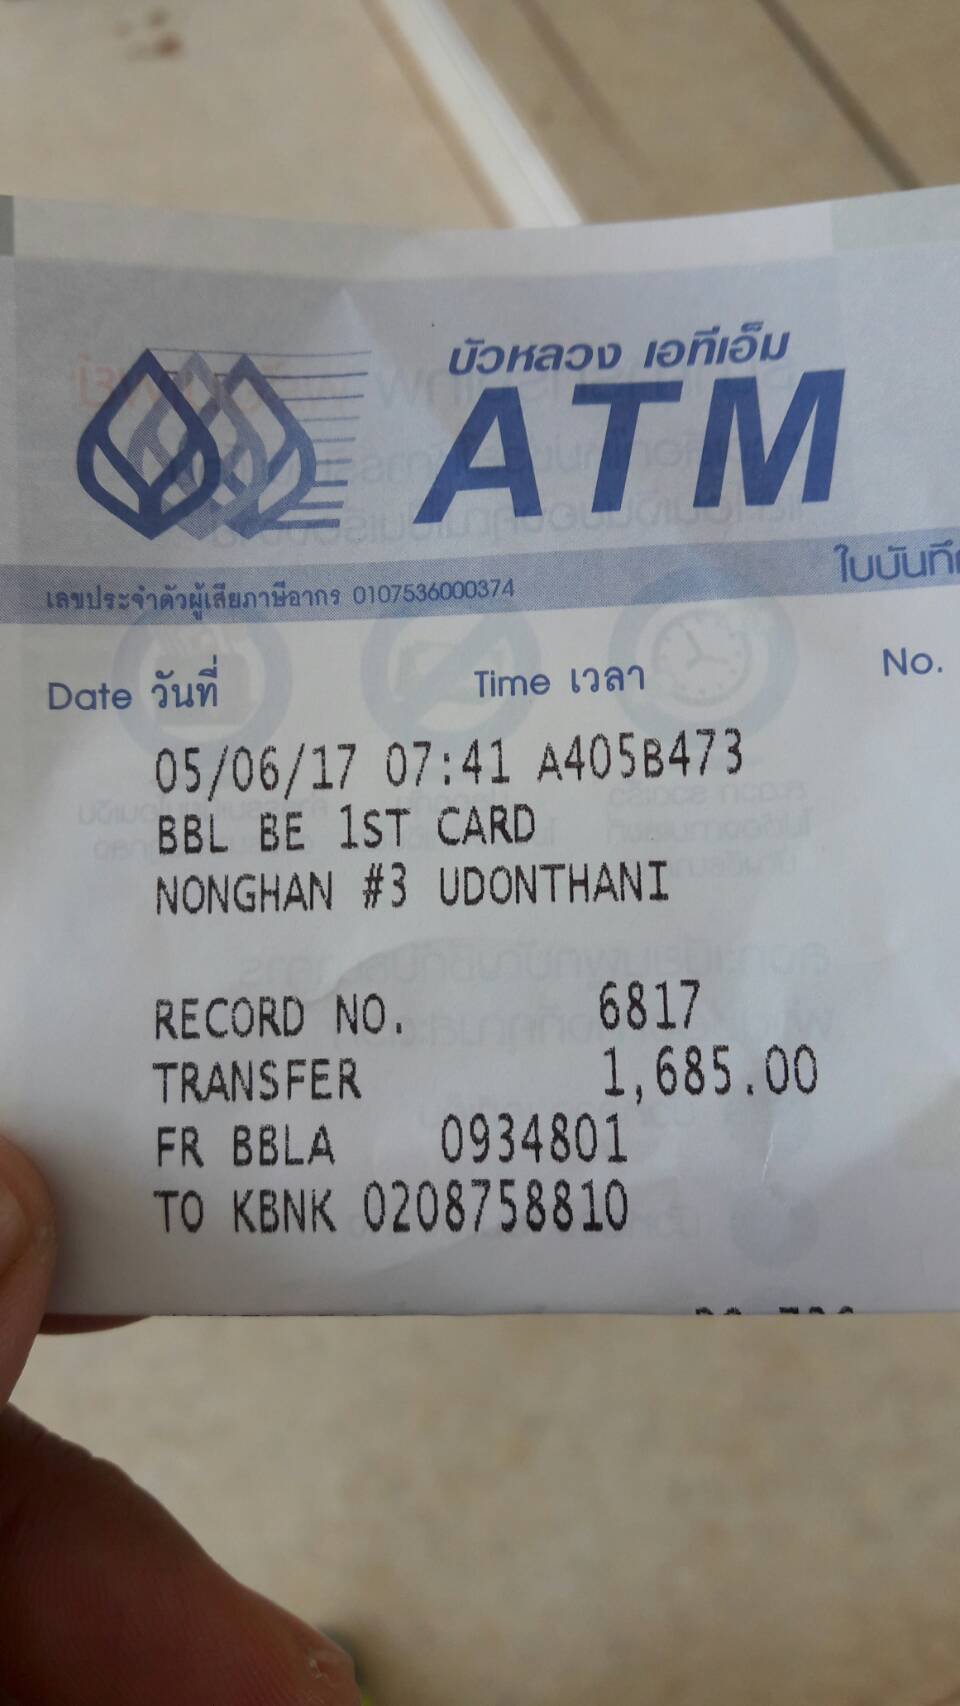 บัวหลวง เอทีเอ็ม
ATM
ใบบันทึ
เลขประจำตัวผู้เสียภาษีอากร 0107536000374
Date วันที่ Time เวลา No.
05/06/17 07:41 A405B473
BBL BE 1ST CARD
NONGHAN #3 UDONTHANI
RECORD NO. 6817
TRANSFER 1,685.00
FR BBLA 0934801
TO KBNK 0208758810